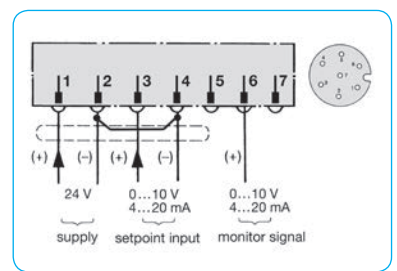 1 2 3 4 5 6 7
(+) (-) (+) (-) (+)
24 V 0...10 V 0...10 V
4...20 mA 4...20 mA
supply setpoint input monitor signal